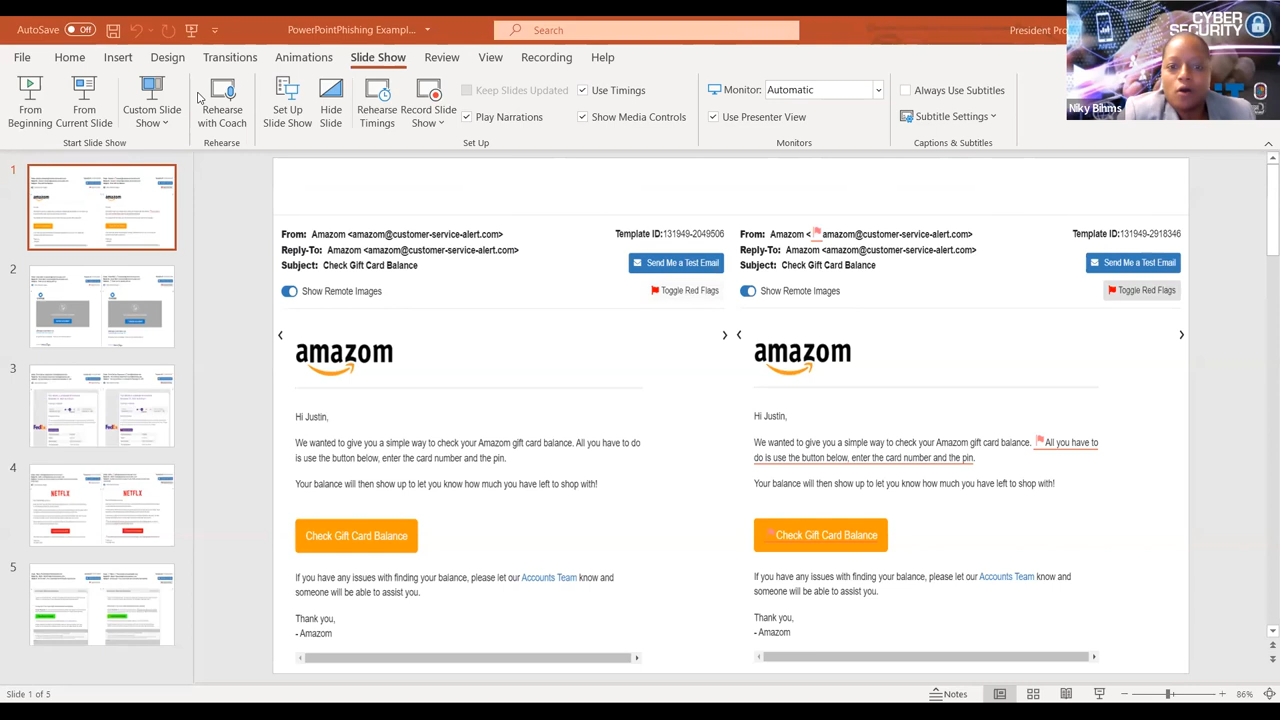 AutoSave Off
PowerPointPhishing Exampl...
Search
President Pro
CYBER
SECURITY
Niky Bihms
File Home Insert Design Transitions Animations Slide Show Review View Recording Help
From
Beginning
From
Current Slide
Custom Slide
Show
Start Slide Show
Rehearse
with Coach
Rehearse
Set Up
Slide Show
Hide
Slide
Rehearse
Timings
Record Slide
Show
Keep Slides Updated
Use Timings
Play Narrations
Show Media Controls
Set Up
Monitor: Automatic
Use Presenter View
Monitors
Always Use Subtitles
Subtitle Settings
Captions & Subtitles
1
2
3
4
5
amazom
amazom
FedEx
FedEx
NETFLIX
NETFLIX
From: Amazom <amazom@customer-service-alert.com>
Reply-To: Amazom <amazom@customer-service-alert.com>
Subject: Check Gift Card Balance
Template ID:131949-2049506
Send Me a Test Email
Show Remote Images
Toggle Red Flags
amazom
Hi Justin,
We wanted to give you a simple way to check your Amazom gift card balance. All you have to do
is use the button below, enter the card number and the pin.
Your balance will then show up to let you know how much you have left to shop with!
Check Gift Card Balance
If you have any issues with finding your balance, please let our Accounts Team know and
someone will be able to assist you.
Thank you,
- Amazom
From: Amazom <amazom@customer-service-alert.com>
Reply-To: Amazom <amazom@customer-service-alert.com>
Subject: Check Gift Card Balance
Template ID:131949-2918346
Send Me a Test Email
Show Remote Images
Toggle Red Flags
amazom
Hi Justin,
We wanted to give you a simple way to check your Amazom gift card balance. All you have to
do is use the button below, enter the card number and the pin.
Your balance will then show up to let you know how much you have left to shop with!
Check Gift Card Balance
If you have any issues with finding your balance, please let our Accounts Team know and
someone will be able to assist you.
Thank you,
- Amazom
Slide 1 of 5
Notes
86%